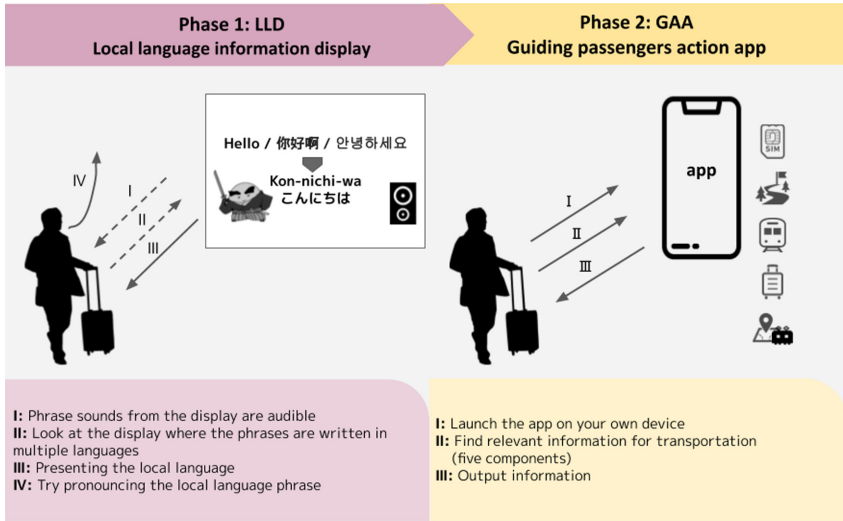 Phase 1: LLD
Local language information display
Phase 2: GAA
Guiding passengers action app
Hello / 你好啊 / 안녕하세요
Kon-nichi-wa
こんにちは
Ⅳ
Ⅰ
Ⅱ
Ⅲ
app
SIM
Ⅰ
Ⅱ
Ⅲ
I: Phrase sounds from the display are audible
II: Look at the display where the phrases are written in
multiple languages
III: Presenting the local language
IV: Try pronouncing the local language phrase
I: Launch the app on your own device
II: Find relevant information for transportation
(five components)
III: Output information